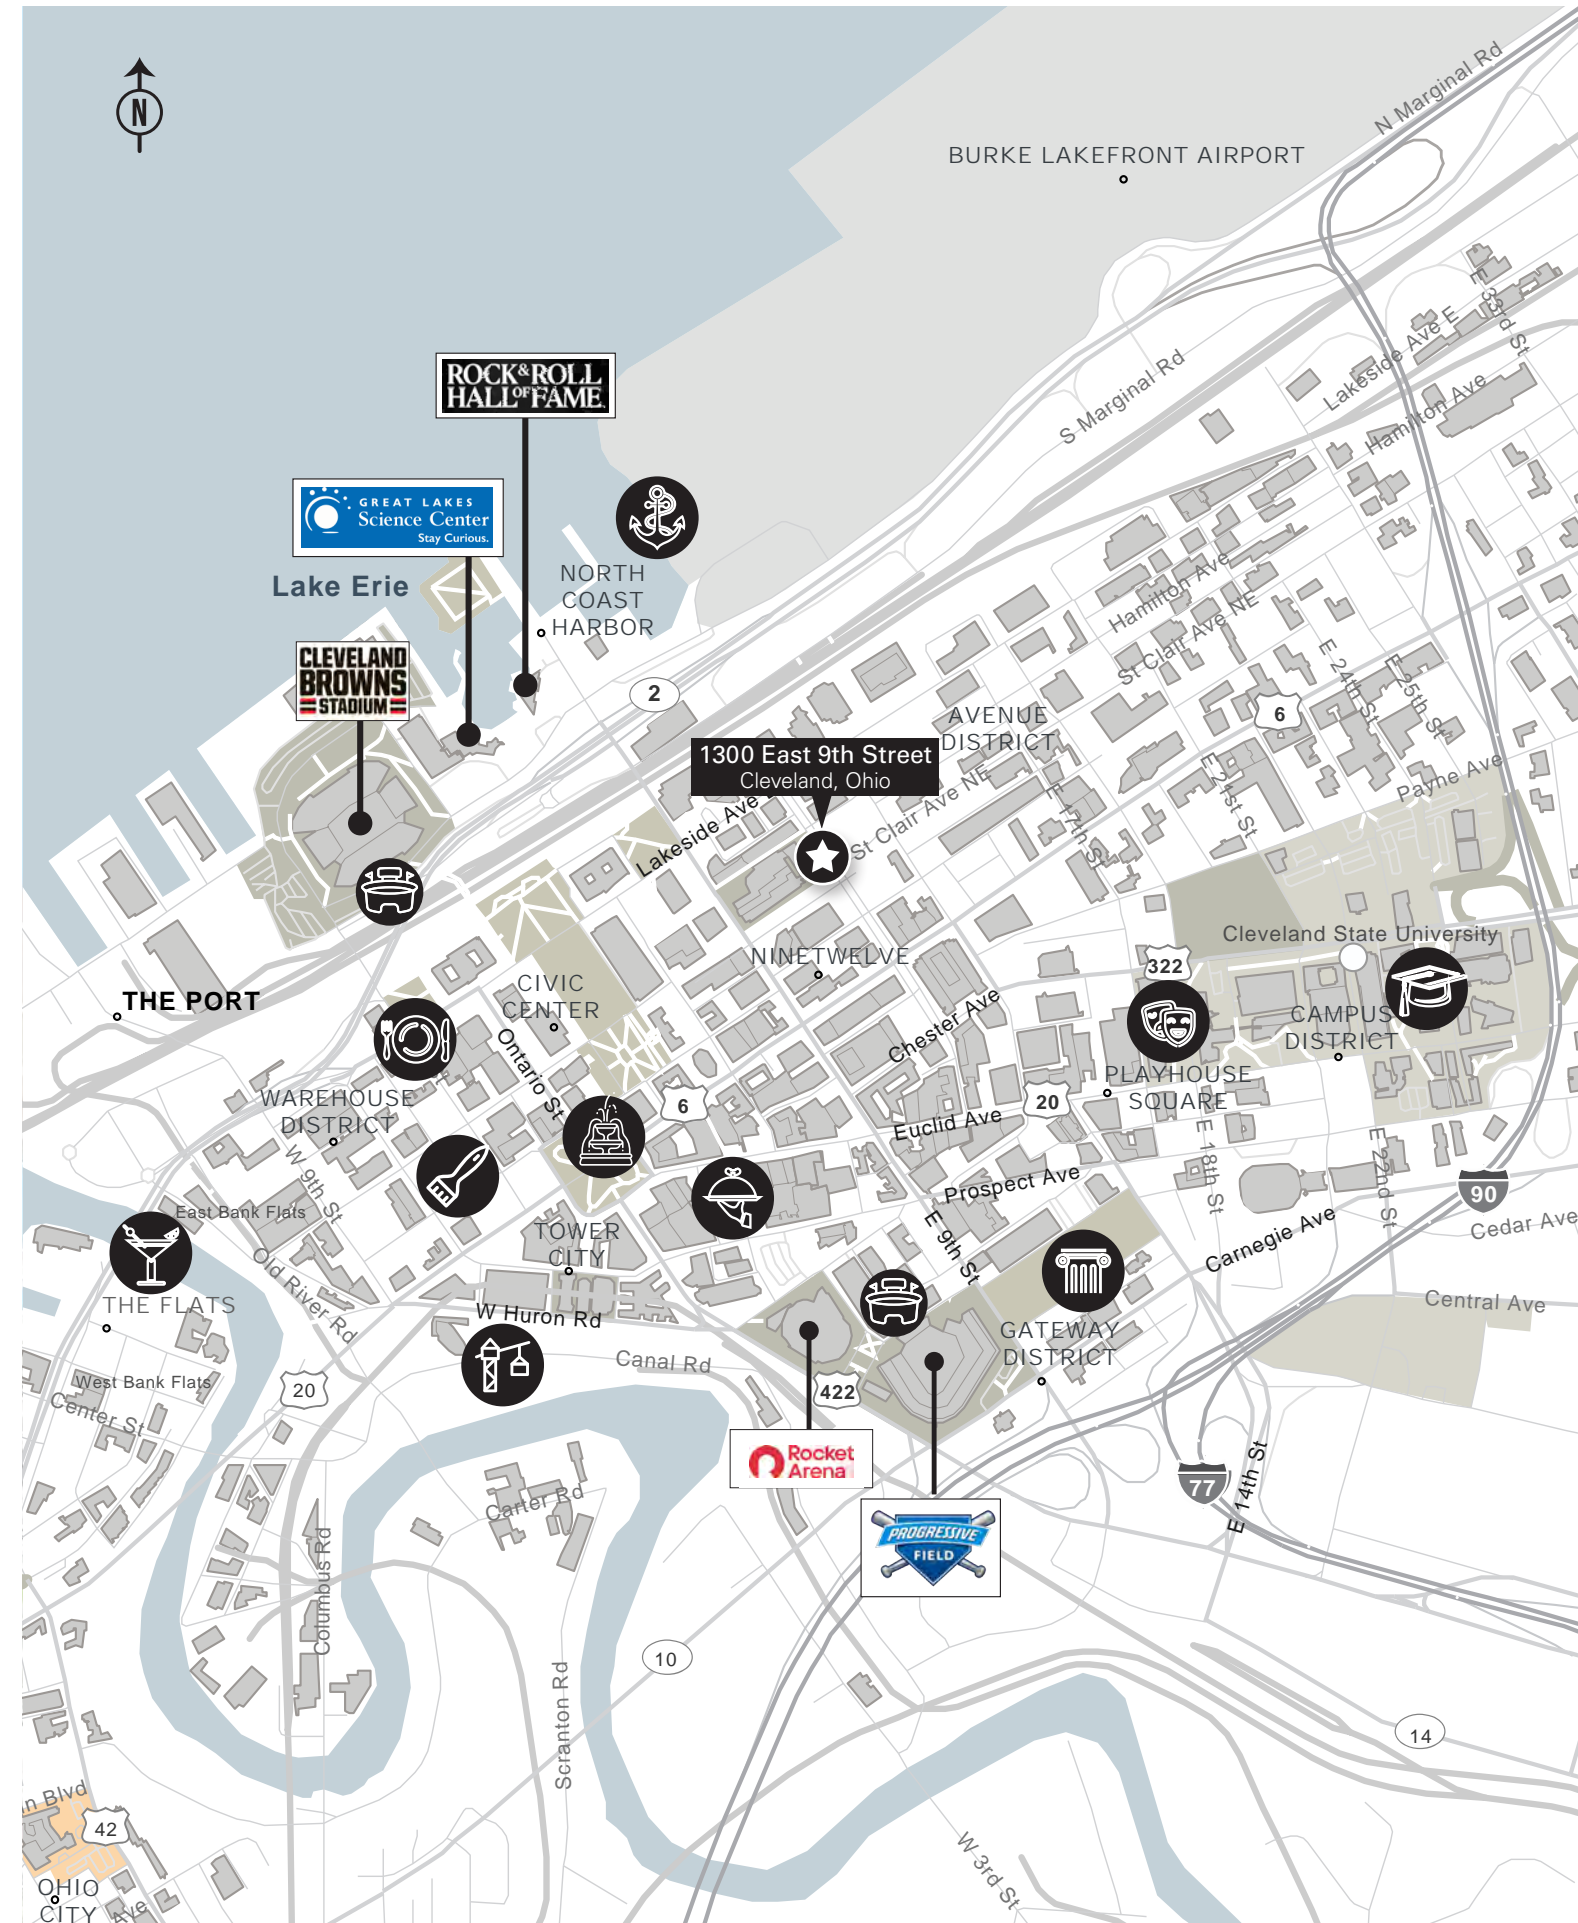 N
N Marginal Rd
BURKE LAKEFRONT AIRPORT
E 33rd St
Lakeside Ave E
Hamilton Ave
S Marginal Rd
ROCK&ROLL
HALL OF FAME
GREAT LAKES
Science Center
Stay Curious.
Lake Erie
NORTH
COAST
HARBOR
Hamilton Ave
St Clair Ave NE
E 24th St
E 25th St
CLEVELAND
BROWNS
STADIUM
2
6
AVENUE
DISTRICT
1300 East 9th Street
Cleveland, Ohio
Lakeside Ave
St Clair Ave NE
E 17th St
E 21st St
Payne Ave
Cleveland State University
322
NINETWELVE
CIVIC
CENTER
THE PORT
Ontario St
Chester Ave
CAMPUS
DISTRICT
WAREHOUSE
DISTRICT
6
20
PLAYHOUSE
SQUARE
Euclid Ave
E 18th St
E 22nd St
W 9th St
Prospect Ave
90
East Bank Flats
TOWER
CITY
E 9th St
Carnegie Ave
Cedar Ave
Old River Rd
THE FLATS
W Huron Rd
GATEWAY
DISTRICT
Central Ave
Canal Rd
West Bank Flats
20
422
Center St
Rocket
Arena
E 14th St
77
Carter Rd
PROGRESSIVE
FIELD
Columbus Rd
10
Scranton Rd
14
n Blvd
42
W 3rd St
OHIO
CITY
Ave